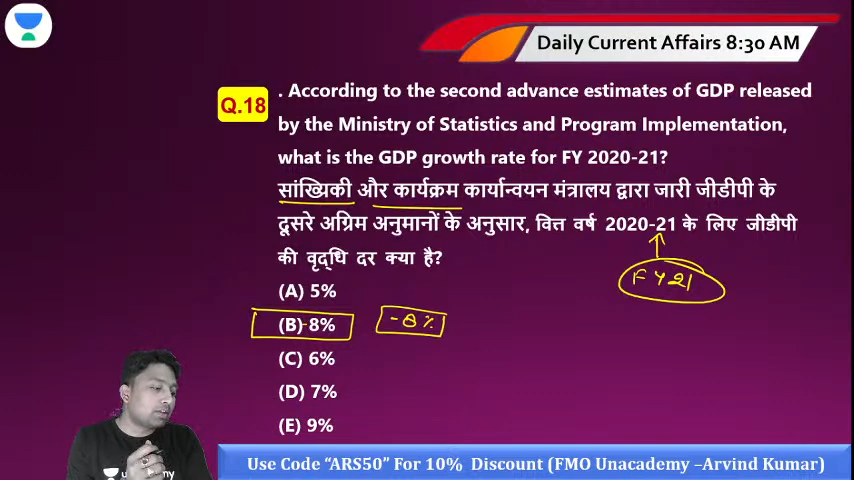 Daily Current Affairs 8:30 AM
Q.18
. According to the second advance estimates of GDP released
by the Ministry of Statistics and Program Implementation,
what is the GDP growth rate for FY 2020-21?
सांख्यिकी और कार्यक्रम कार्यान्वयन मंत्रालय द्वारा जारी जीडीपी के
दूसरे अग्रिम अनुमानों के अनुसार, वित्त वर्ष 2020-21 के लिए जीडीपी
की वृद्धि दर क्या है?
FY21
(A) 5%
(B) -8%
-8%
(C) 6%
(D) 7%
(E) 9%
Use Code “ARS50” For 10% Discount (FMO Unacademy –Arvind Kumar)